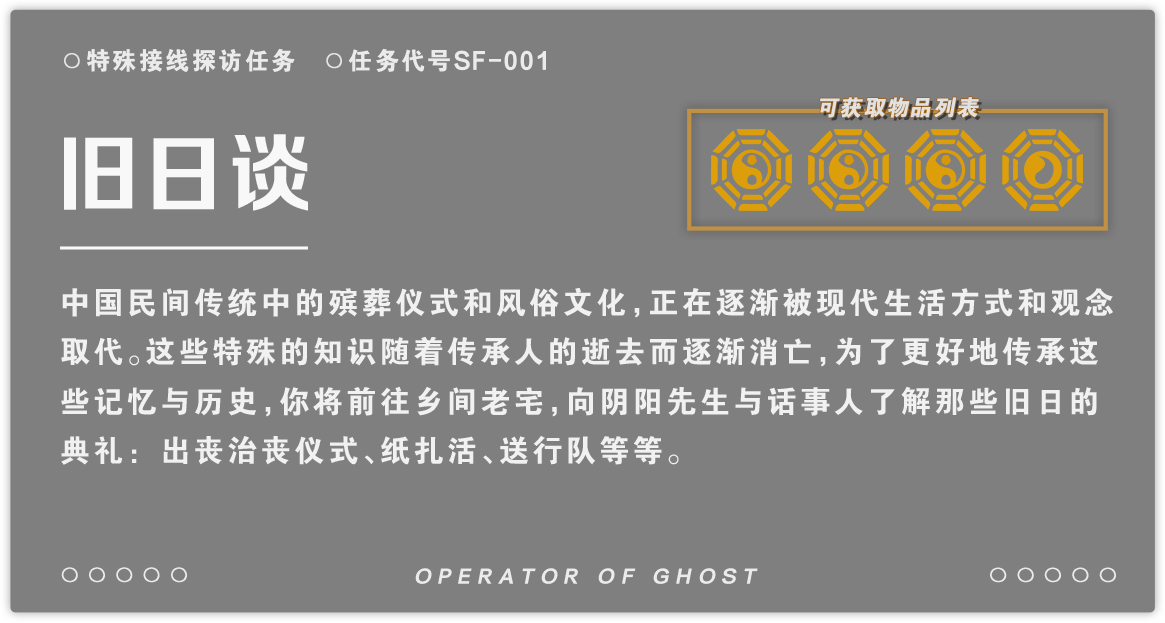 特殊接线探访任务 任务代号SF-001
可获取物品列表
旧日谈
中国民间传统中的殡葬仪式和风俗文化,正在逐渐被现代生活方式和观念
取代。这些特殊的知识随着传承人的逝去而逐渐消亡,为了更好地传承这
些记忆与历史,你将前往乡间老宅,向阴阳先生与话事人了解那些旧日的
典礼：出丧治丧仪式、纸扎活、送行队等等。
OPERATOR OF GHOST